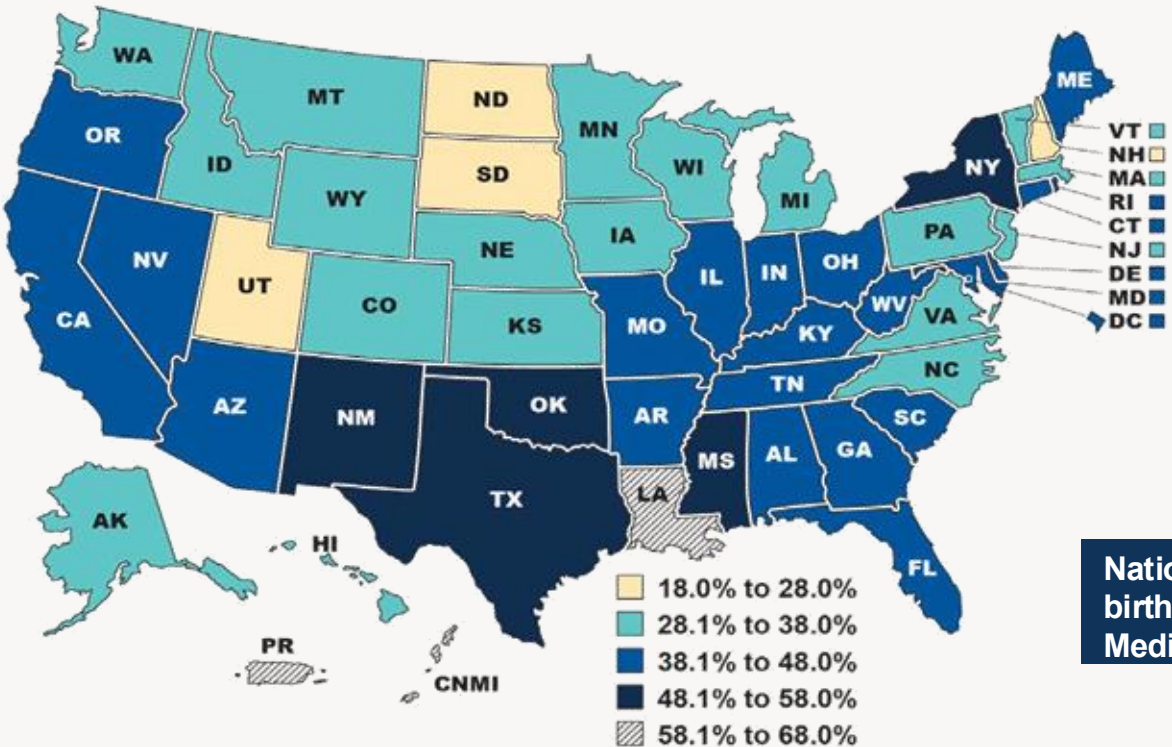 WA
MT
ND
MN
ME
OR
ID
SD
WI
VT
NH
NY
MA
WY
MI
RI
CT
NE
IA
PA
NJ
NV
UT
CO
IL
IN
OH
DE
MD
DC
CA
KS
MO
WV
VA
KY
NC
AZ
NM
OK
AR
TN
SC
MS
AL
GA
TX
LA
AK
HI
FL
PR
CNMI
18.0% to 28.0%
28.1% to 38.0%
38.1% to 48.0%
48.1% to 58.0%
58.1% to 68.0%
birth